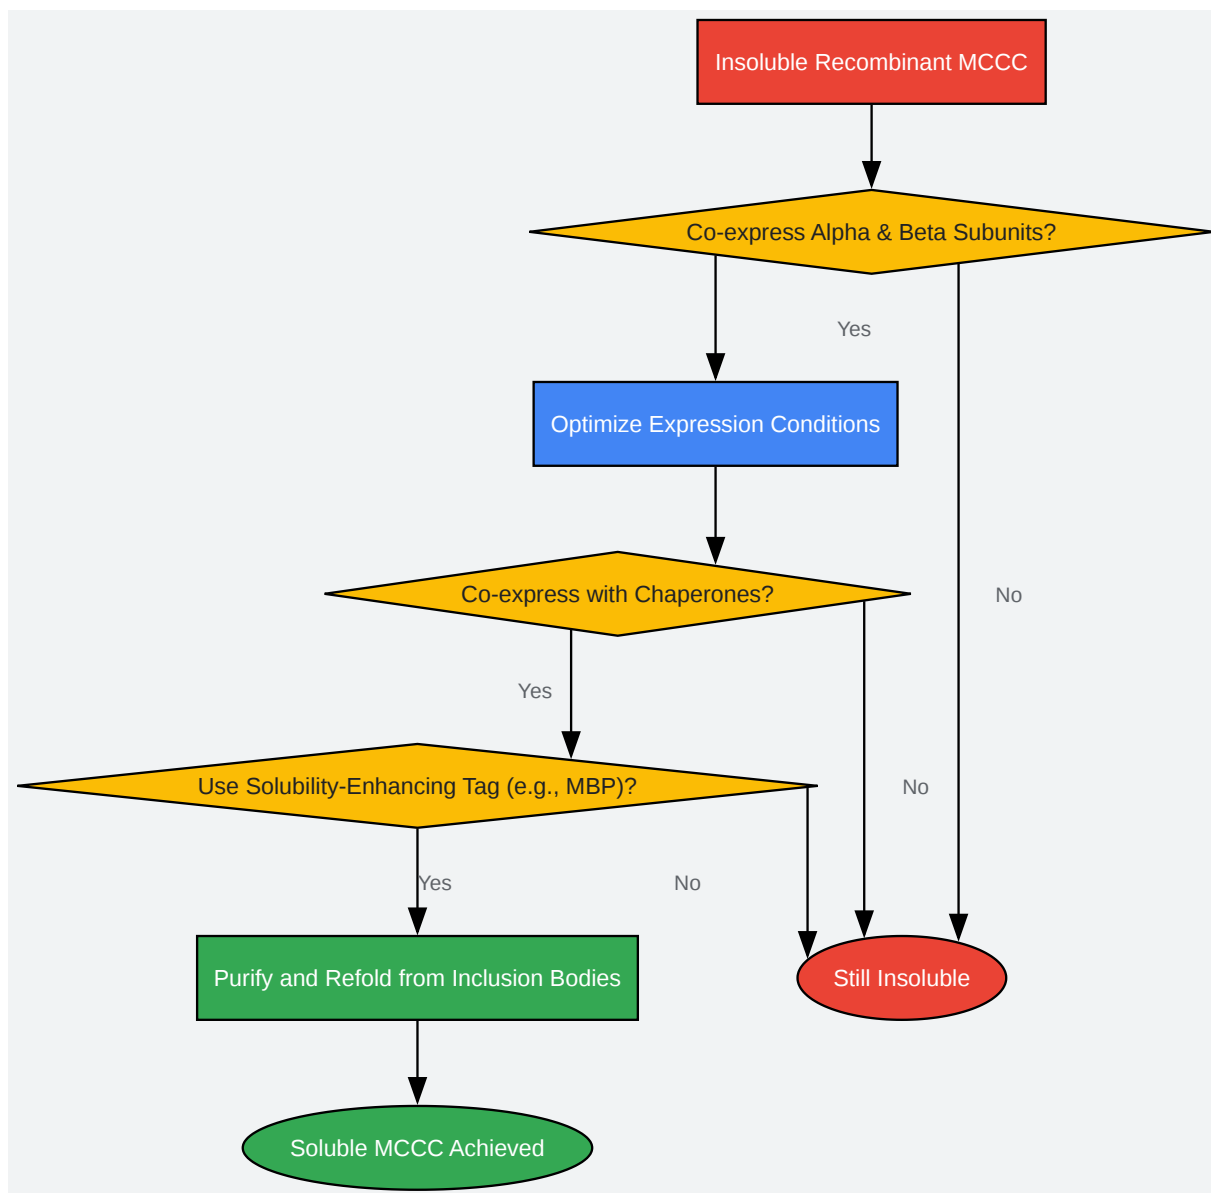 Insoluble Recombinant MCCC
Co-express Alpha & Beta Subunits?
Yes
Optimize Expression Conditions
Co-express with Chaperones?
No
Yes
Use Solubility-Enhancing Tag (e.g., MBP)?
No
Yes
No
Purify and Refold from Inclusion Bodies
Still Insoluble
Soluble MCCC Achieved